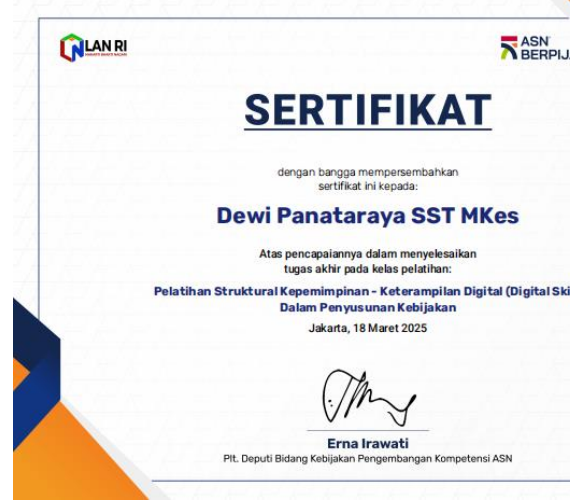 LAN RI
ASN
SERTIFIKAT
dengan bangga mempersembahkan
sertifikat ini kepada:
Dewi Panataraya SST MKes
Atas pencapaiannya dalam menyelesaikan
tugas akhir pada kelas pelatihan:
Pelatihan Struktural Kepemimpinan - Keterampilan Digital (Digital Ski
Dalam Penyusunan Kebijakan
Jakarta, 18 Maret 2025
Erna Irawati
Plt. Deputi Bidang Kebijakan Pengembangan Kompetensi ASN